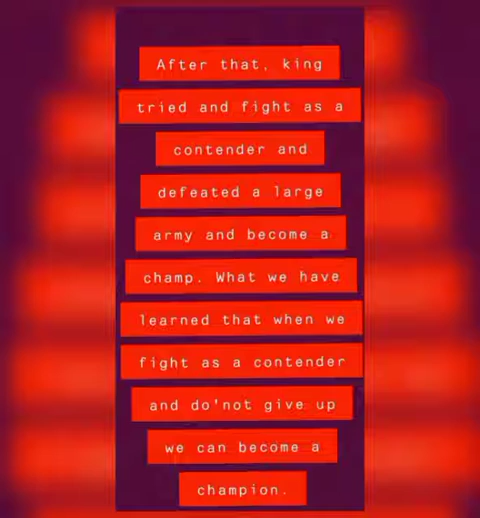 After that, king
tried and fight as a
contender and
defeated a large
army and become a
champ. What we have
learned that when we
fight as a contender
and do'not give up
we can become a
champion.